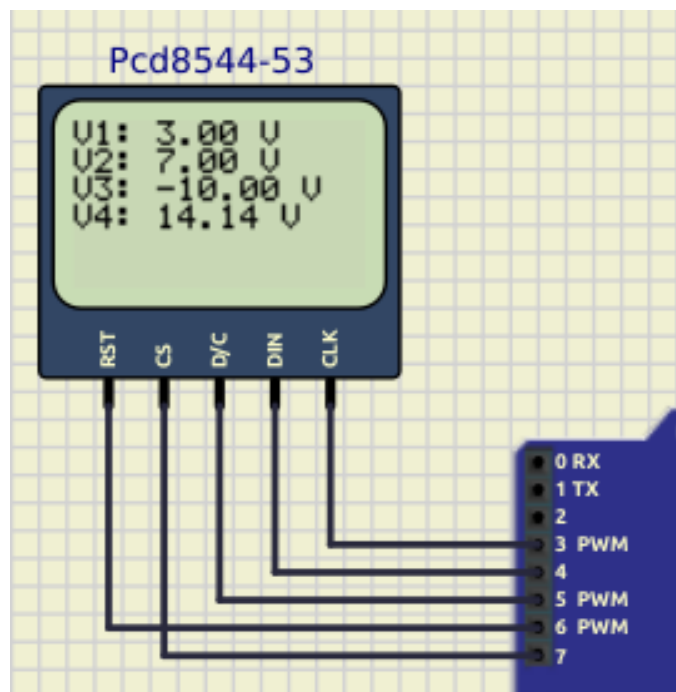 Pcd8544-53
V1: 3.00 V
V2: 7.00 V
V3: -10.00 V
V4: 14.14 V
RST CS D/C DIN CLK
0 RX
1 TX
2
3 PWM
4
5 PWM
6 PWM
7